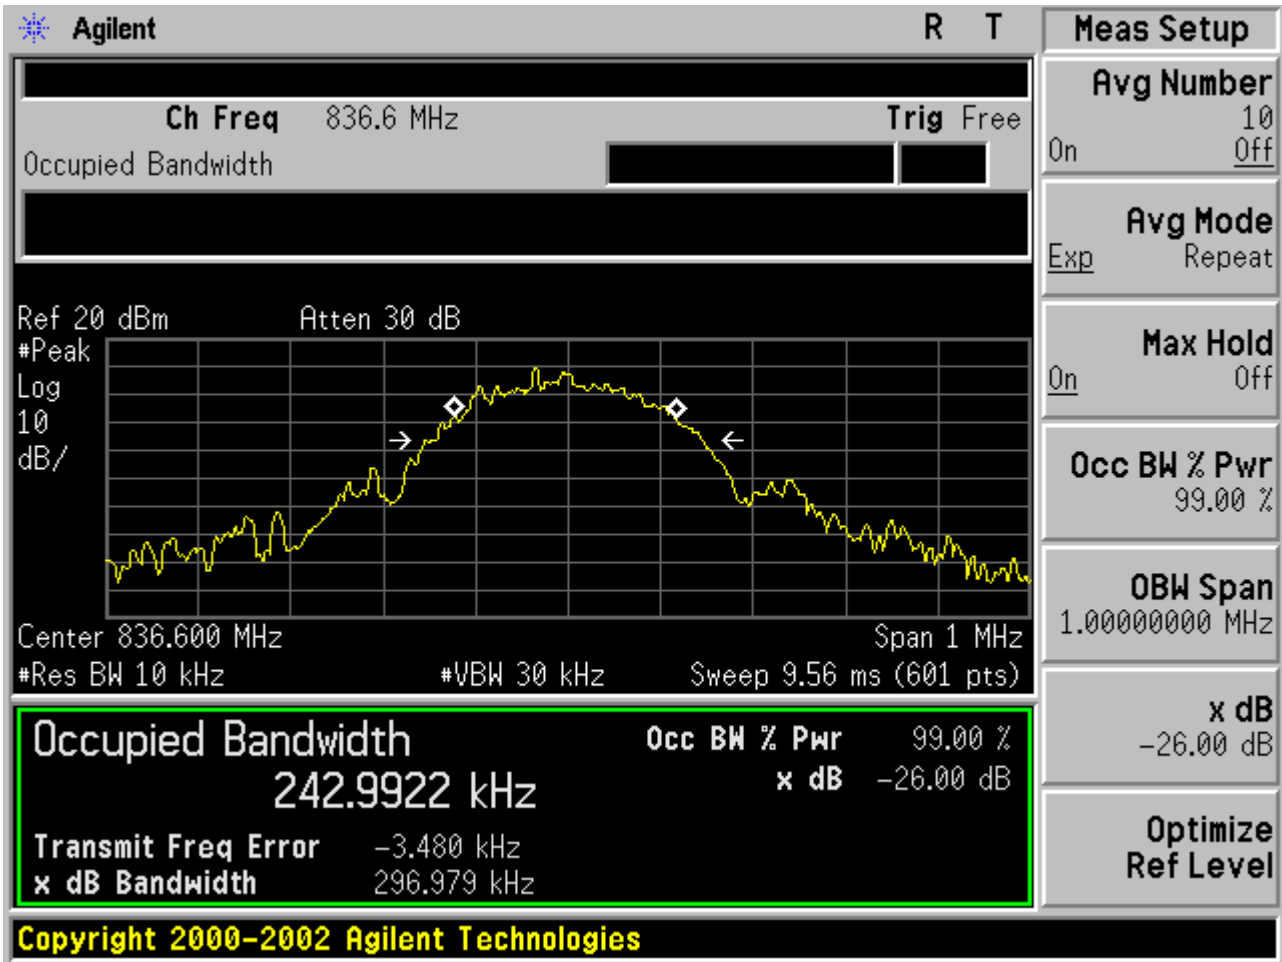 Agilent R T
Ch Freq 836.6 MHz Trig Free
Occupied Bandwidth
Ref 20 dBm Atten 30 dB
#Peak
Log
10
dB/
Center 836.600 MHz Span 1 MHz
#Res BW 10 kHz #VBW 30 kHz Sweep 9.56 ms (601 pts)
Occupied Bandwidth Occ BW % Pwr 99.00 %
242.9922 kHz x dB -26.00 dB
Transmit Freq Error -3.480 kHz
x dB Bandwidth 296.979 kHz
Copyright 2000-2002 Agilent Technologies
Meas Setup
Avg Number
10
On Off
Avg Mode
Exp Repeat
Max Hold
On Off
Occ BW % Pwr
99.00 %
OBW Span
1.00000000 MHz
x dB
-26.00 dB
Optimize
Ref Level